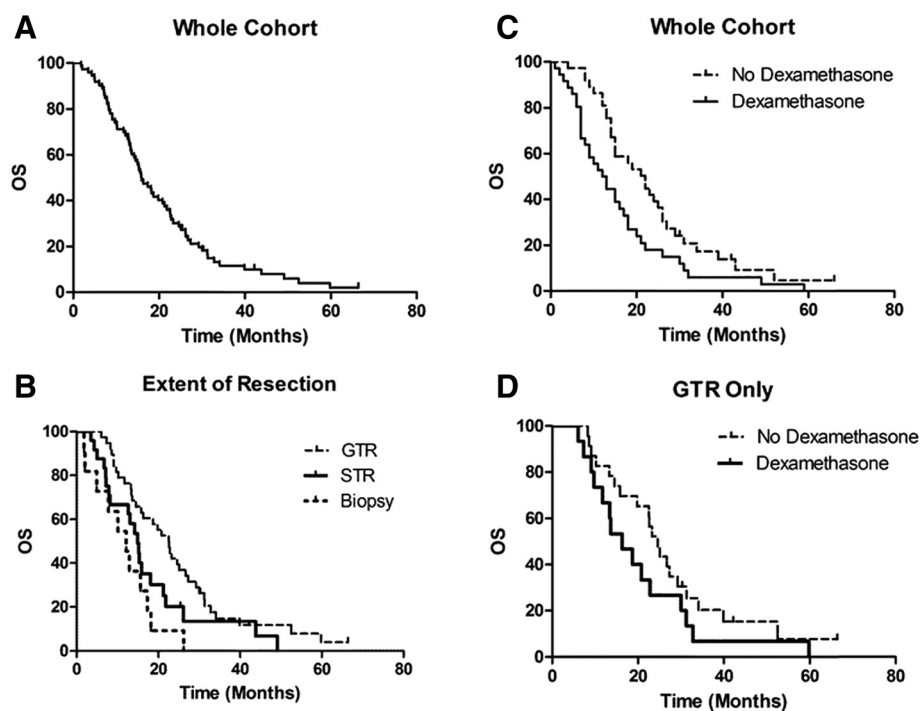 A
Whole Cohort
100
80
60
40
20
0
OS
0 20 40 60 80
Time (Months)
B
Extent of Resection
100
80
60
40
20
0
OS
GTR
STR
Biopsy
0 20 40 60 80
Time (Months)
C
Whole Cohort
100
80
60
40
20
0
OS
No Dexamethasone
Dexamethasone
0 20 40 60 80
Time (Months)
D
GTR Only
100
80
60
40
20
0
OS
No Dexamethasone
Dexamethasone
0 20 40 60 80
Time (Months)